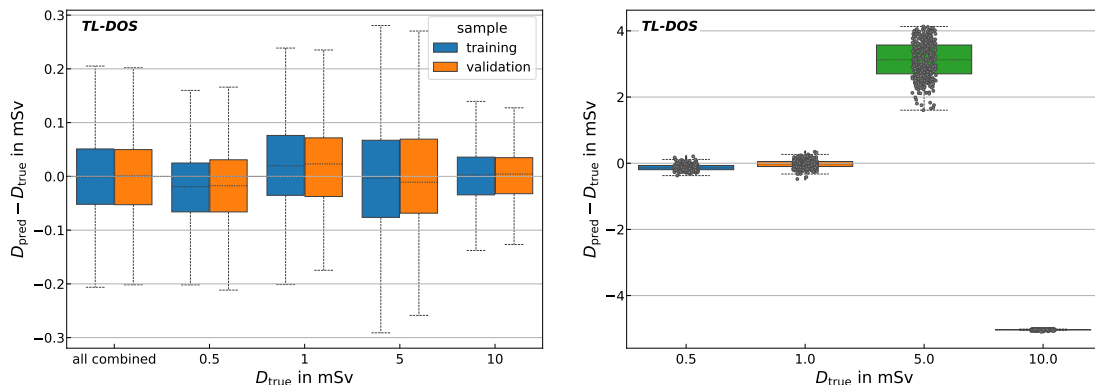 TL-DOS
sample
training
validation
0.3
0.2
0.1
0.0
−0.1
−0.2
−0.3
D_pred − D_true in mSv
all combined
0.5
1
5
10
D_true in mSv
TL-DOS
4
2
0
−2
−4
D_pred − D_true in mSv
0.5
1.0
5.0
10.0
D_true in mSv